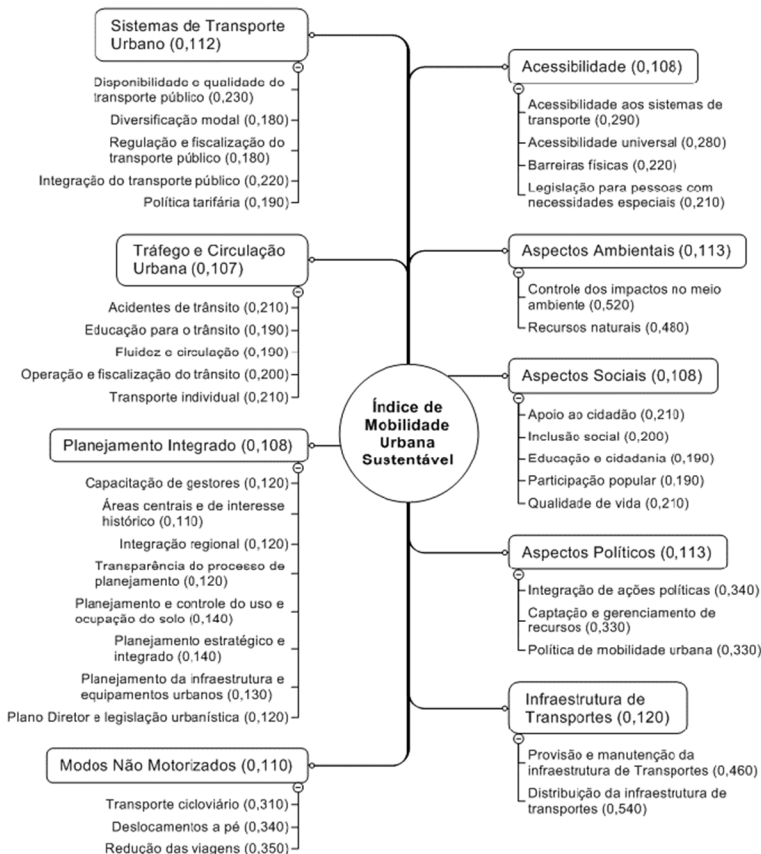 Sistemas de Transporte
Urbano (0,112)
Disponibilidade e qualidade do
transporte público (0,230)
Diversificação modal (0,180)
Regulação e fiscalização do
transporte público (0,180)
Integração do transporte público (0,220)
Política tarifária (0,190)
Tráfego e Circulação
Urbana (0,107)
Acidentes de trânsito (0,210)
Educação para o trânsito (0,190)
Fluidez e circulação (0,190)
Operação e fiscalização do trânsito (0,200)
Transporte individual (0,210)
Planejamento Integrado (0,108)
Capacitação de gestores (0,120)
Áreas centrais e de interesse
histórico (0,110)
Integração regional (0,120)
Transparência do processo de
planejamento (0,120)
Planejamento e controle do uso e
ocupação do solo (0,140)
Planejamento estratégico e
integrado (0,140)
Planejamento da infraestrutura e
equipamentos urbanos (0,130)
Plano Diretor e legislação urbanística (0,120)
Modos Não Motorizados (0,110)
Transporte cicloviário (0,310)
Deslocamentos a pé (0,340)
Redução das viagens (0,350)
Índice de
Mobilidade
Urbana
Sustentável
Acessibilidade (0,108)
Acessibilidade aos sistemas de
transporte (0,290)
Acessibilidade universal (0,280)
Barreiras físicas (0,220)
Legislação para pessoas com
necessidades especiais (0,210)
Aspectos Ambientais (0,113)
Controle dos impactos no meio
ambiente (0,520)
Recursos naturais (0,480)
Aspectos Sociais (0,108)
Apoio ao cidadão (0,210)
Inclusão social (0,200)
Educação e cidadania (0,190)
Participação popular (0,190)
Qualidade de vida (0,210)
Aspectos Políticos (0,113)
Integração de ações políticas (0,340)
Captação e gerenciamento de
recursos (0,330)
Política de mobilidade urbana (0,330)
Infraestrutura de
Transportes (0,120)
Provisão e manutenção da
infraestrutura de Transportes (0,460)
Distribuição da infraestrutura de
transportes (0,540)